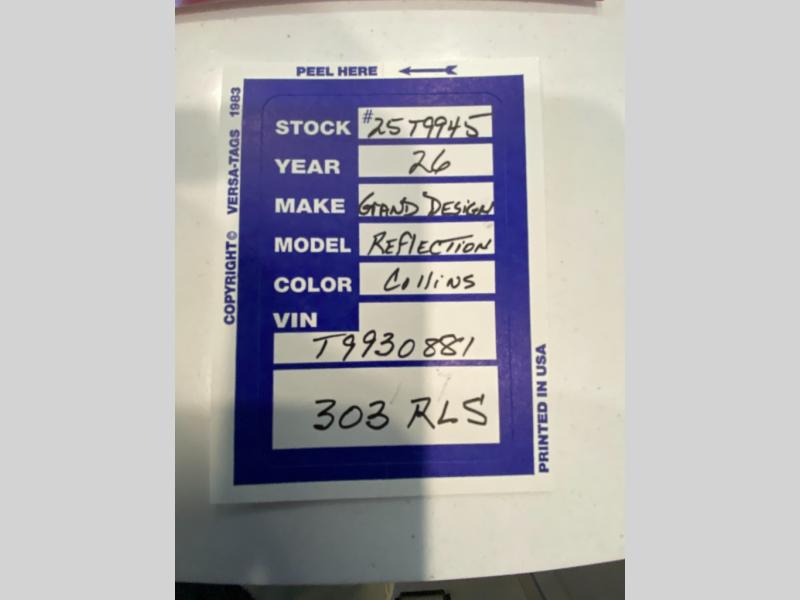 PEEL HERE
COPYRIGHT© VERSA-TAGS 1983
STOCK #25T9945
YEAR 26
MAKE GRAND DESIGN
MODEL REFLECTION
COLOR COllINS
VIN
T9930881
303 RLS
PRINTED IN USA